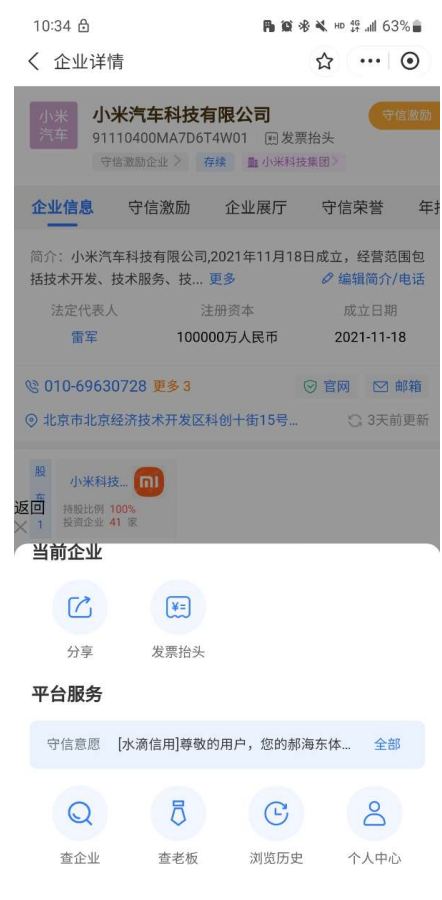 10:34
HD 4G 63%
企业详情
小米
汽车
小米汽车科技有限公司
守信激励
91110400MA7D6T4W01 发票抬头
守信激励企业 存续 小米科技集团
企业信息 守信激励 企业展厅 守信荣誉
简介：小米汽车科技有限公司,2021年11月18日成立，经营范围包
括技术开发、技术服务、技... 更多 编辑简介/电话
法定代表人 注册资本 成立日期
雷军 100000万人民币 2021-11-18
010-69630728 更多 3 官网 邮箱
北京市北京经济技术开发区科创十街15号... 3天前更新
股
小米科技...
返回
持股比例 100%
1 投资企业 41 家
当前企业
分享 发票抬头
平台服务
守信意愿 [水滴信用]尊敬的用户，您的郝海东体... 全部
查企业 查老板 浏览历史 个人中心